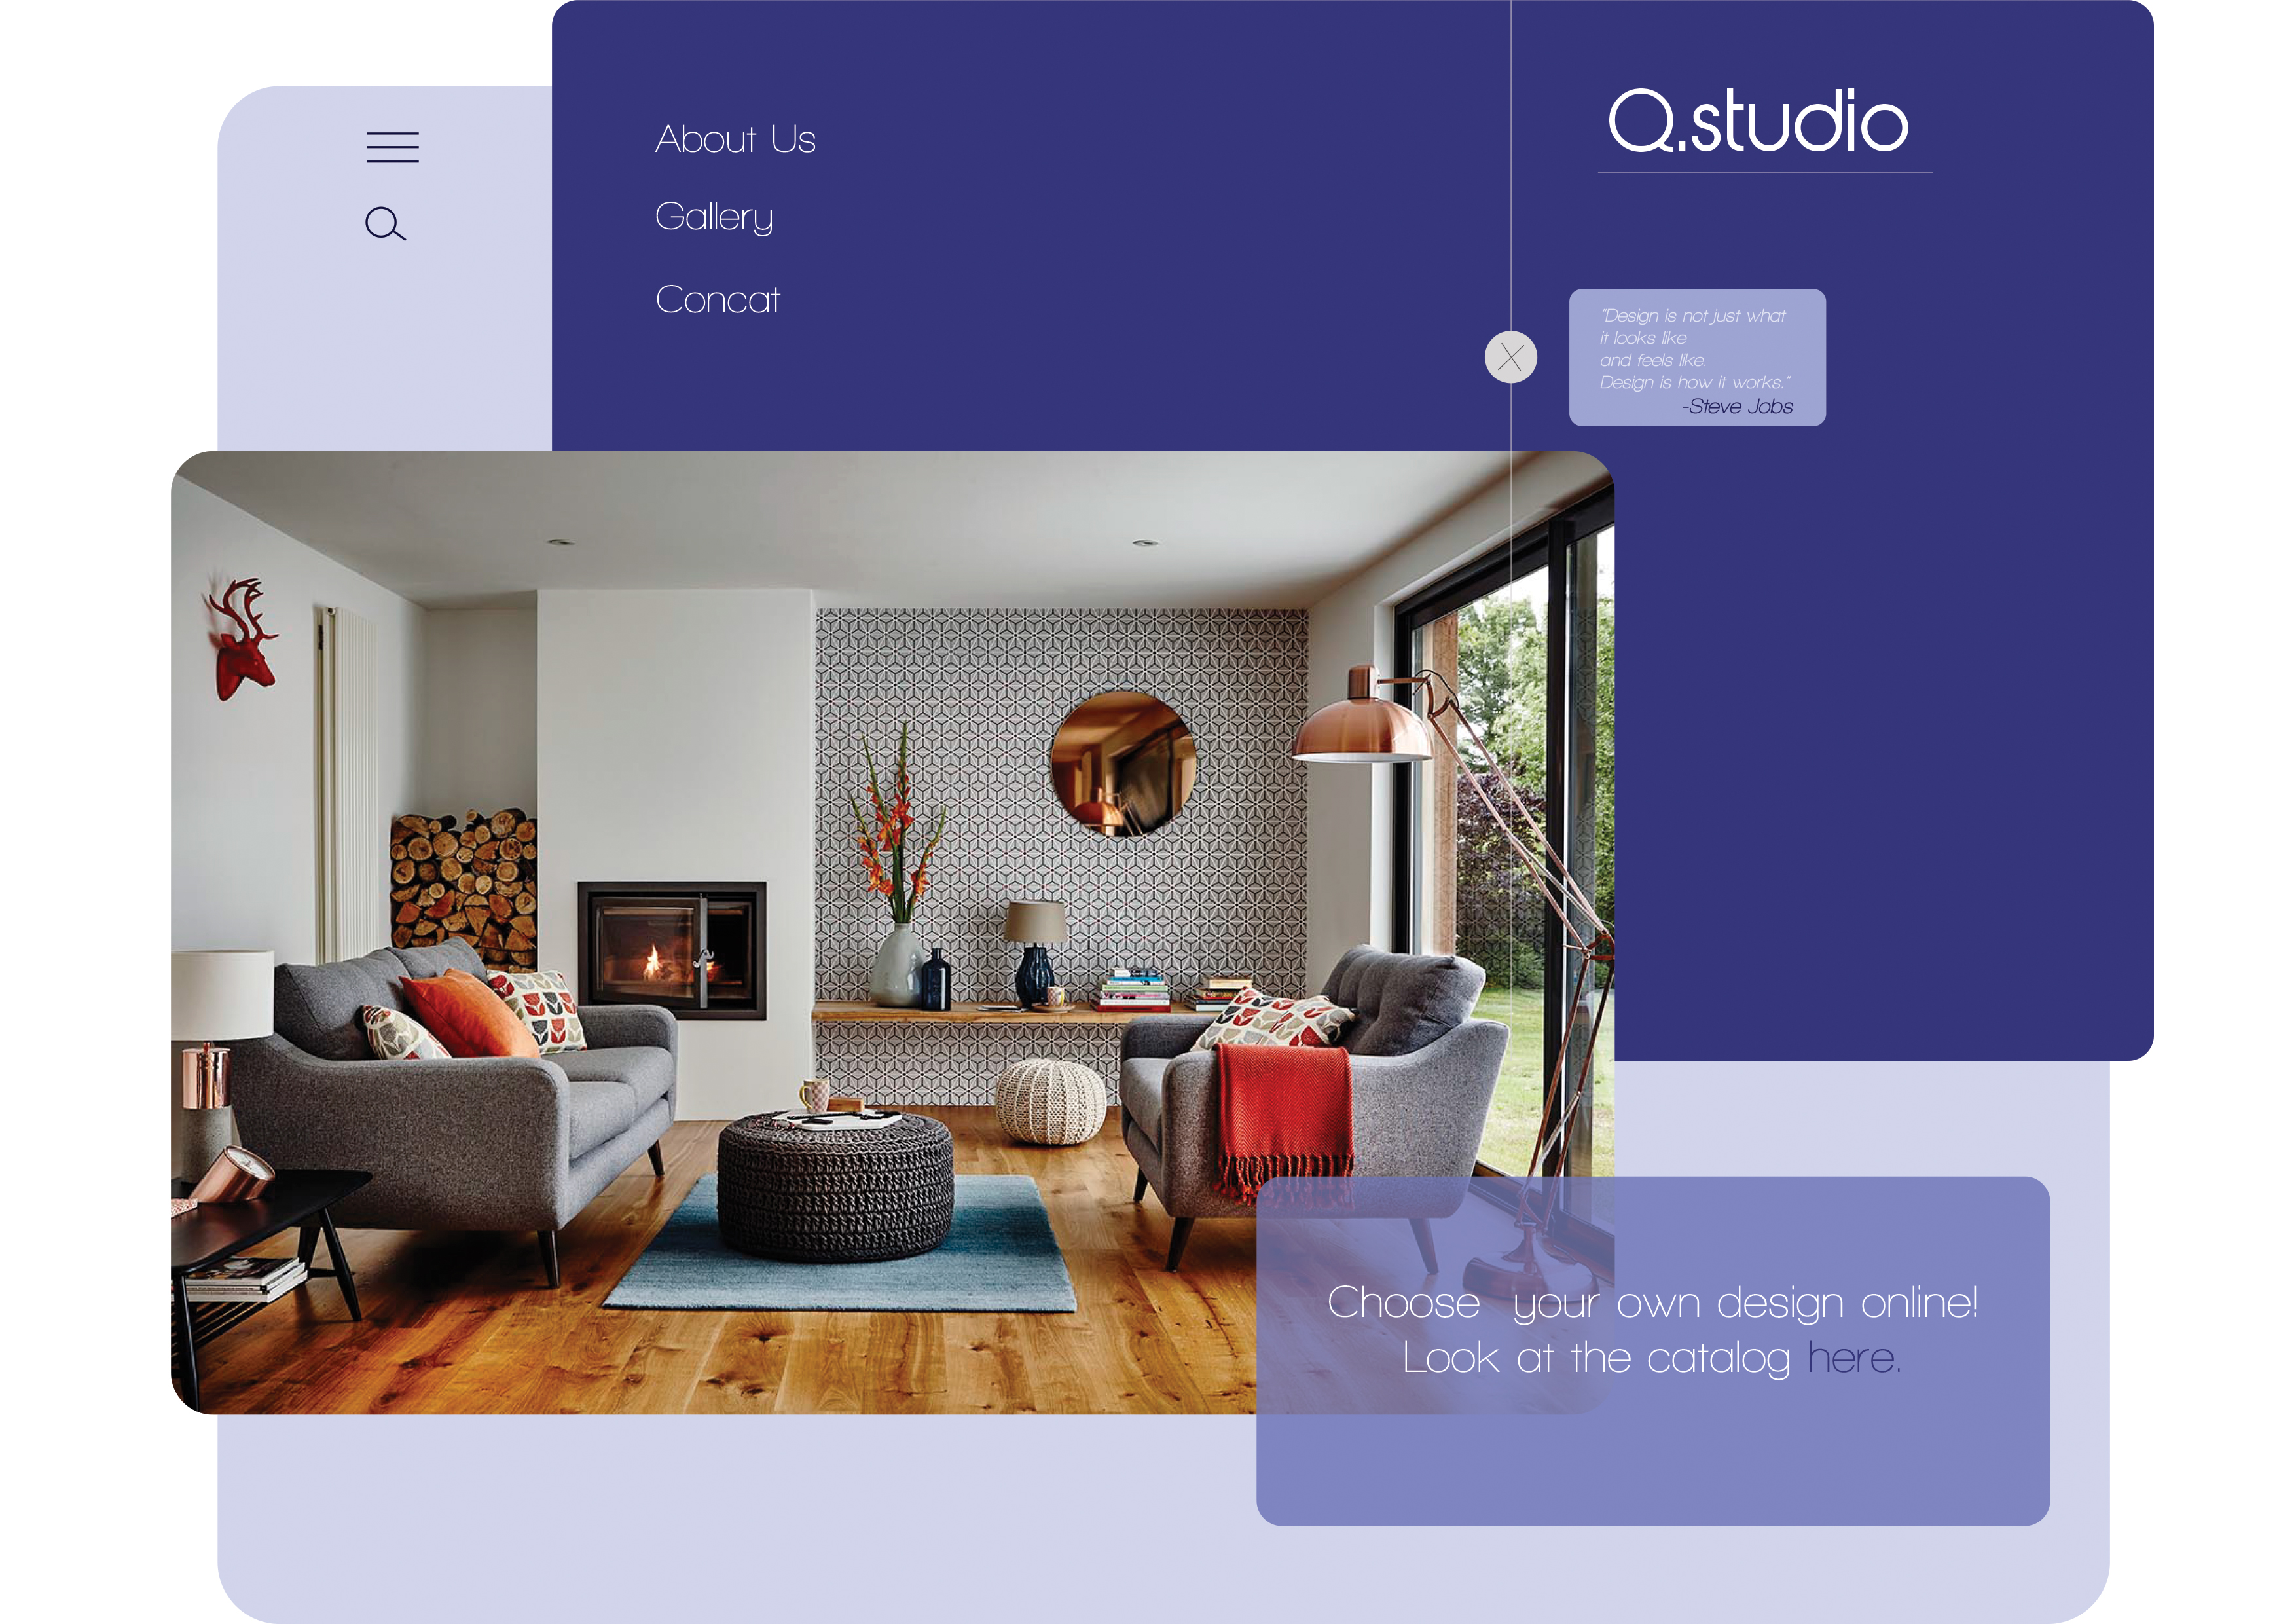 About Us
Gallery
Concat
Q.studio
“Design is not just what
it looks like
and feels like.
Design is how it works.”
-Steve Jobs
Choose  your own design online!
Look at the catalog here.